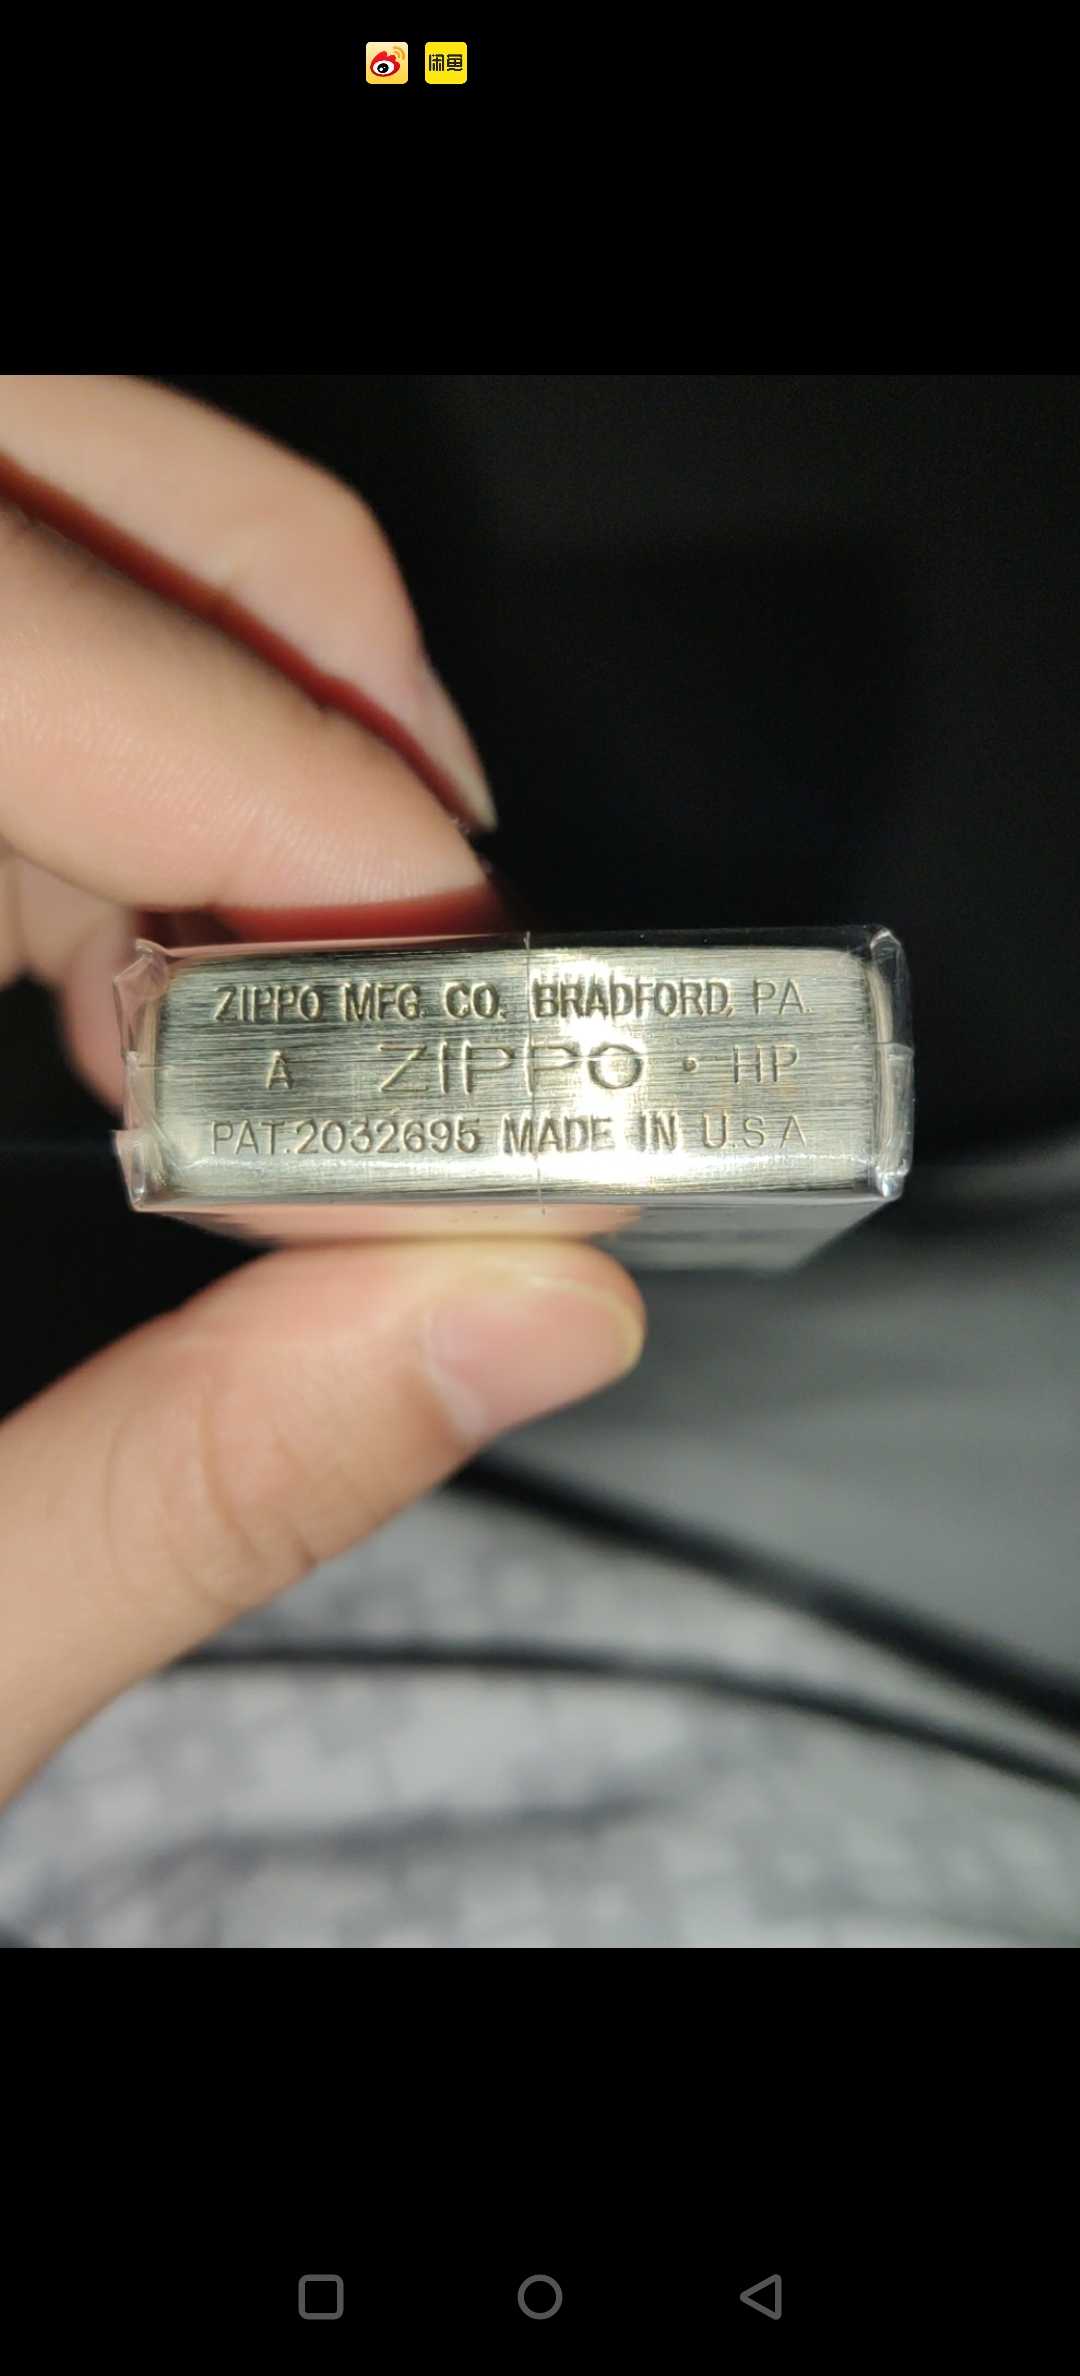 闲鱼
ZIPPO MFG. CO. BRADFORD, PA.
A ZIPPO • HP
PAT.2032695 MADE IN U.S.A